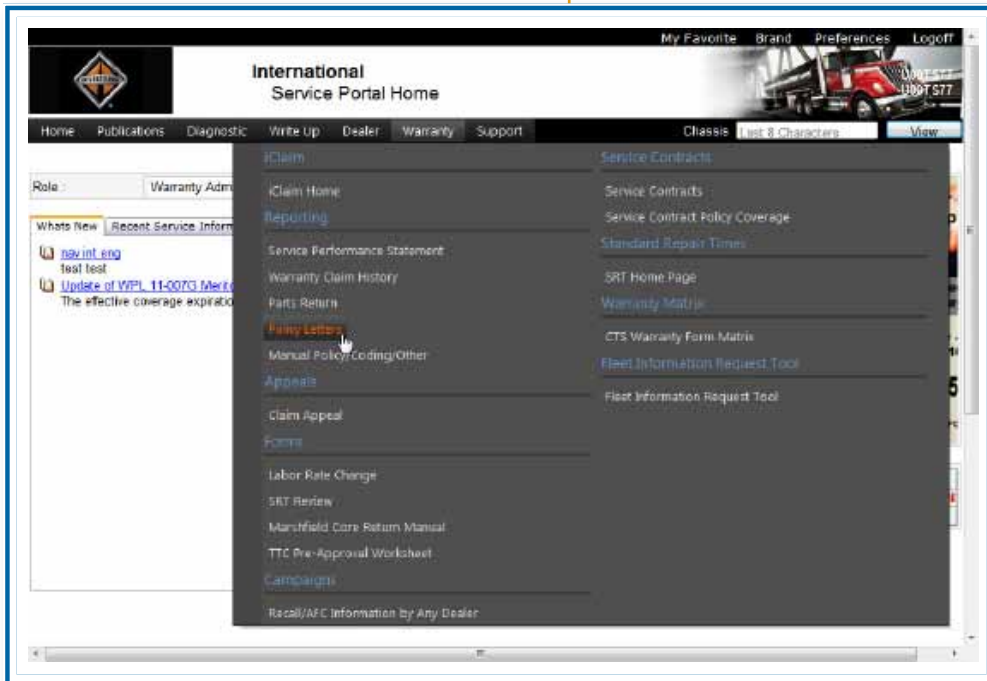 My Favorite Brand Preferences Logoff
International
Service Portal Home
Home Publications Diagnostic Write Up Dealer Warranty Support Chassis Last 8 Characters View
iClaim Service Contracts
Role Warranty Adm
iClaim Home Service Contracts
Reporting Service Contract Policy Coverage
Whats New Recent Service Inform
nav int eng
Service Performance Statement Standard Repair Times
test test
Warranty Claim History SRT Home Page
Update of WPL 11-007G Merito
The effective coverage expiratio
Parts Return Warranty Matrix
Policy Letters CTS Warranty Form Matrix
Manual Policy/Coding/Other Fleet Information Request Tool
Appeals
Fleet Information Request Tool
Claim Appeal
Forms
Labor Rate Change
SRT Review
Marshfield Core Return Manual
TTC Pre-Approval Worksheet
Campaigns
Recall/AFC Information by Any Dealer